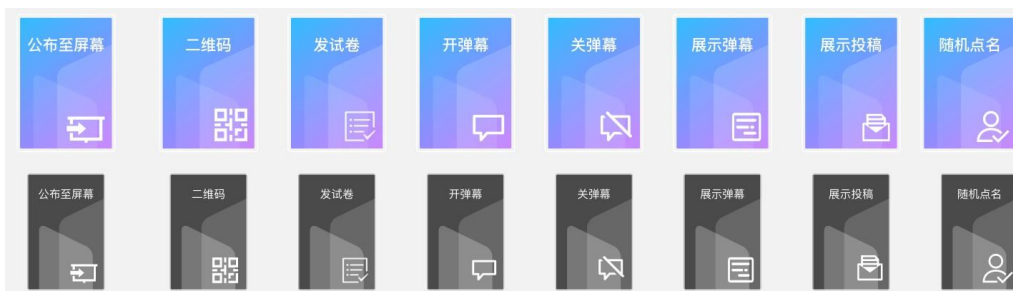 公布至屏幕
二维码
发试卷
开弹幕
关弹幕
展示弹幕
展示投稿
随机点名
公布至屏幕
二维码
发试卷
开弹幕
关弹幕
展示弹幕
展示投稿
随机点名